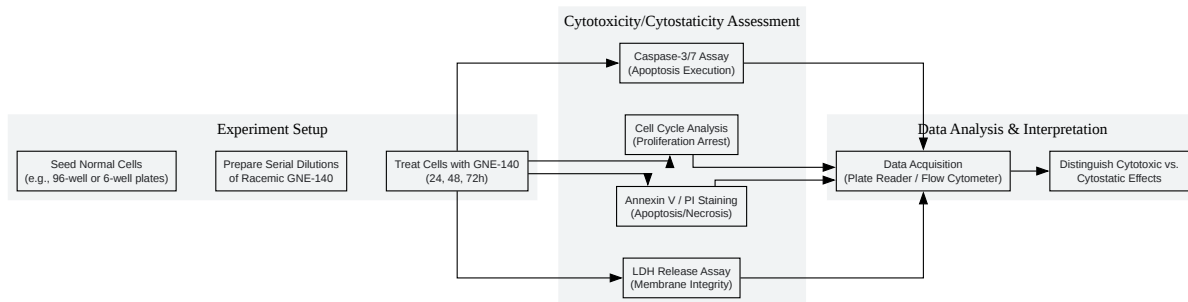 Cytotoxicity/Cytostaticity Assessment
Caspase-3/7 Assay
(Apoptosis Execution)
Experiment Setup
Cell Cycle Analysis
(Proliferation Arrest)
Data Analysis & Interpretation
Seed Normal Cells
(e.g., 96-well or 6-well plates)
Prepare Serial Dilutions
of Racemic GNE-140
Treat Cells with GNE-140
(24, 48, 72h)
Data Acquisition
(Plate Reader / Flow Cytometer)
Distinguish Cytotoxic vs.
Cytostatic Effects
Annexin V / PI Staining
(Apoptosis/Necrosis)
LDH Release Assay
(Membrane Integrity)